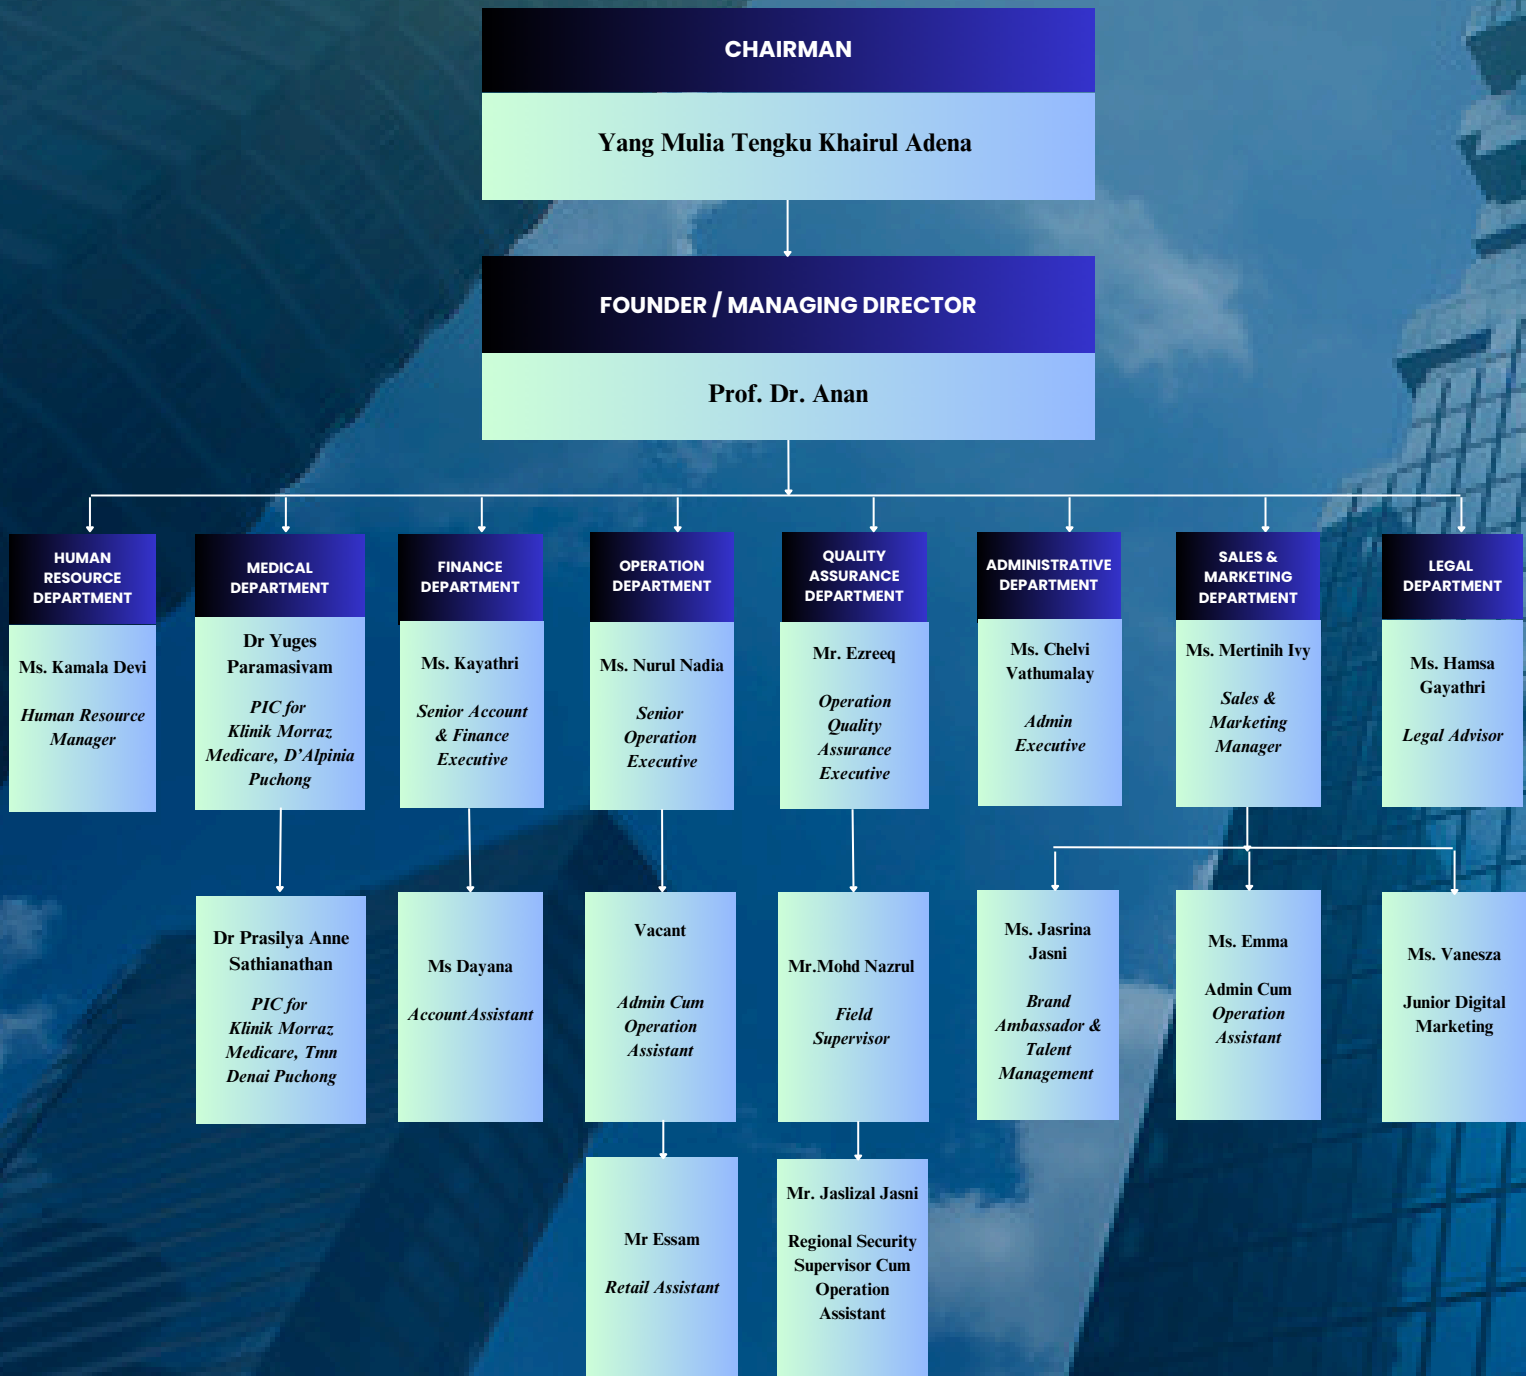 CHAIRMAN
Yang Mulia Tengku Khairul Adena
FOUNDER / MANAGING DIRECTOR
Prof. Dr. Anan
HUMAN
RESOURCE
DEPARTMENT
Ms. Kamala Devi
Human Resource
Manager
MEDICAL
DEPARTMENT
Dr Yuges
Paramasivam
PIC for
Klinik Morraz
Medicare, D'Alpinia
Puchong
FINANCE
DEPARTMENT
Ms. Kayathri
Senior Account
& Finance
Executive
OPERATION
DEPARTMENT
Ms. Nurul Nadia
Senior
Operation
Executive
QUALITY
ASSURANCE
DEPARTMENT
Mr. Ezreeq
Operation
Quality
Assurance
Executive
ADMINISTRATIVE
DEPARTMENT
Ms. Chelvi
Vathumalay
Admin
Executive
SALES &
MARKETING
DEPARTMENT
Ms. Mertinih Ivy
Sales &
Marketing
Manager
LEGAL
DEPARTMENT
Ms. Hamsa
Gayathri
Legal Advisor
Dr Prasilya Anne
Sathianathan
PIC for
Klinik Morraz
Medicare, Tmn
Denai Puchong
Ms Dayana
Account Assistant
Vacant
Admin Cum
Operation
Assistant
Mr.Mohd Nazrul
Field
Supervisor
Ms. Jasrina
Jasni
Brand
Ambassador &
Talent
Management
Ms. Emma
Admin Cum
Operation
Assistant
Ms. Vanesza
Junior Digital
Marketing
Mr Essam
Retail Assistant
Mr. Jaslizal Jasni
Regional Security
Supervisor Cum
Operation
Assistant